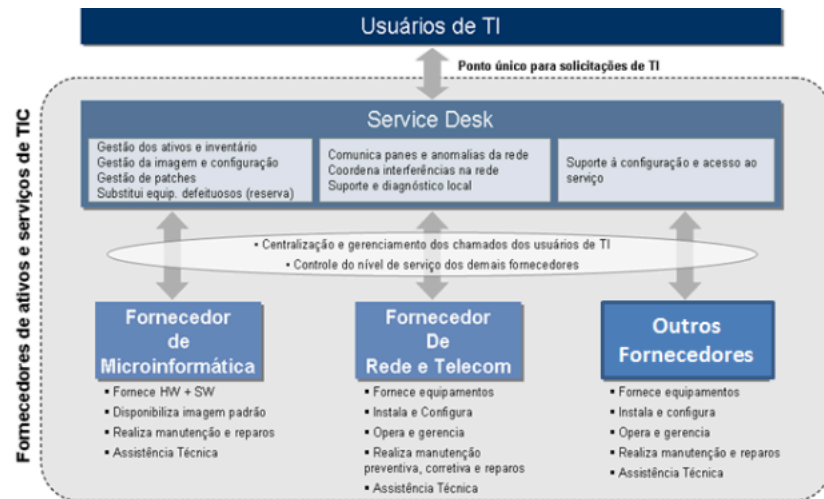 Usuários de TI
Ponto único para solicitações de TI
Fornecedores de ativos e serviços de TIC
Service Desk
Gestão dos ativos e inventário
Gestão da imagem e configuração
Gestão de patches
Substitui equip. defeituosos (reserva)
Comunica panes e anomalias da rede
Coordena interferências na rede
Suporte e diagnóstico local
Suporte à configuração e acesso ao
serviço
▪ Centralização e gerenciamento dos chamados dos usuários de TI
▪ Controle do nível de serviço dos demais fornecedores
Fornecedor
de
Microinformática
▪ Fornece HW + SW
▪ Disponibiliza imagem padrão
▪ Realiza manutenção e reparos
▪ Assistência Técnica
Fornecedor
De
Rede e Telecom
▪ Fornece equipamentos
▪ Instala e Configura
▪ Opera e gerencia
▪ Realiza manutenção
preventiva, corretiva e reparos
▪ Assistência Técnica
Outros
Fornecedores
▪ Fornece equipamentos
▪ Instala e configura
▪ Opera e gerencia
▪ Realiza manutenção e reparos
▪ Assistência Técnica